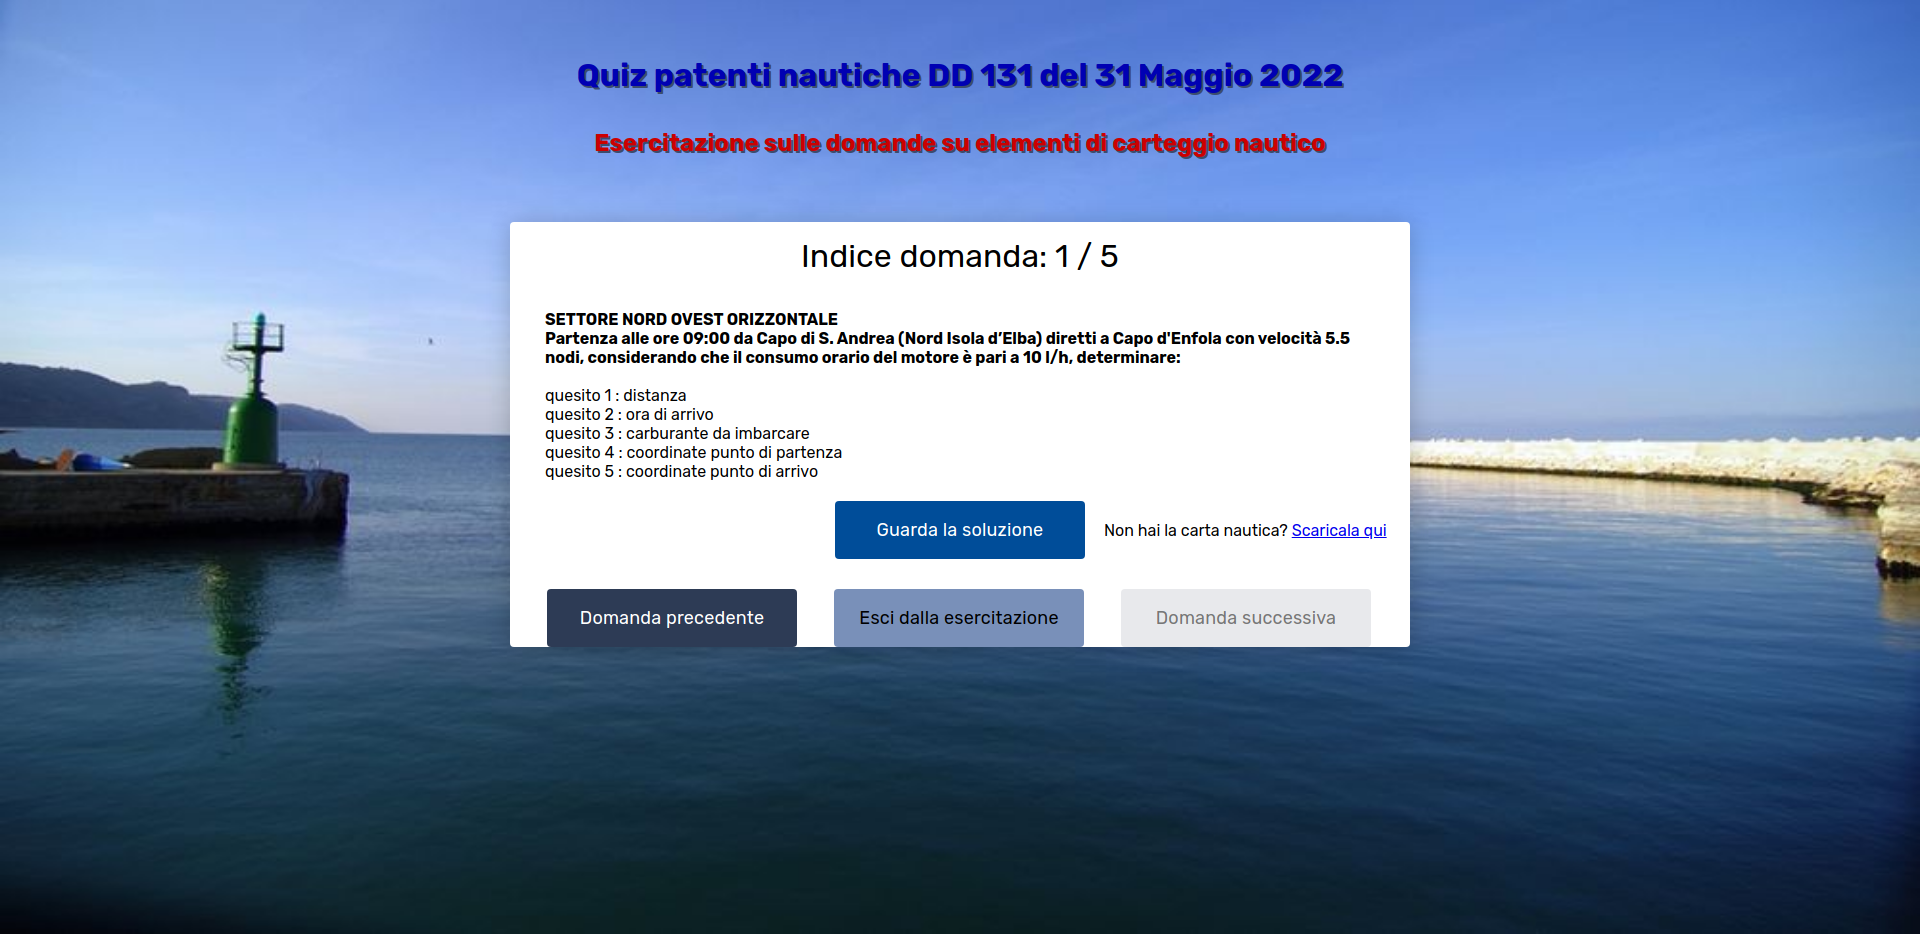 Quiz patenti nautiche DD 131 del 31 Maggio 2022
Esercitazione sulle domande su elementi di carteggio nautico
Indice domanda: 1 / 5
SETTORE NORD OVEST ORIZZONTALE
Partenza alle ore 09:00 da Capo di S. Andrea (Nord Isola d’Elba) diretti a Capo d'Enfola con velocità 5.5
nodi, considerando che il consumo orario del motore è pari a 10 l/h, determinare:
quesito 1 : distanza
quesito 2 : ora di arrivo
quesito 3 : carburante da imbarcare
quesito 4 : coordinate punto di partenza
quesito 5 : coordinate punto di arrivo
Guarda la soluzione
Non hai la carta nautica? Scaricala qui
Domanda precedente
Esci dalla esercitazione
Domanda successiva